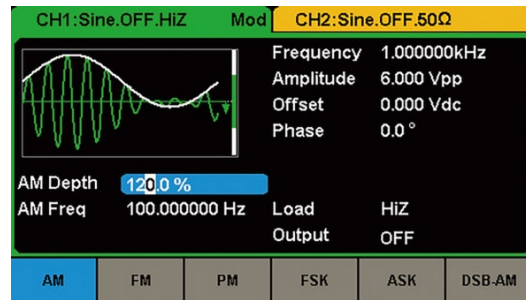 CH1:Sine.OFF.HiZ Mod CH2:Sine.OFF.50Ω
Frequency 1.000000kHz
Amplitude 6.000 Vpp
Offset 0.000 Vdc
Phase 0.0 °
AM Depth 120.0 %
AM Freq 100.000000 Hz Load HiZ
Output OFF
AM FM PM FSK ASK DSB-AM